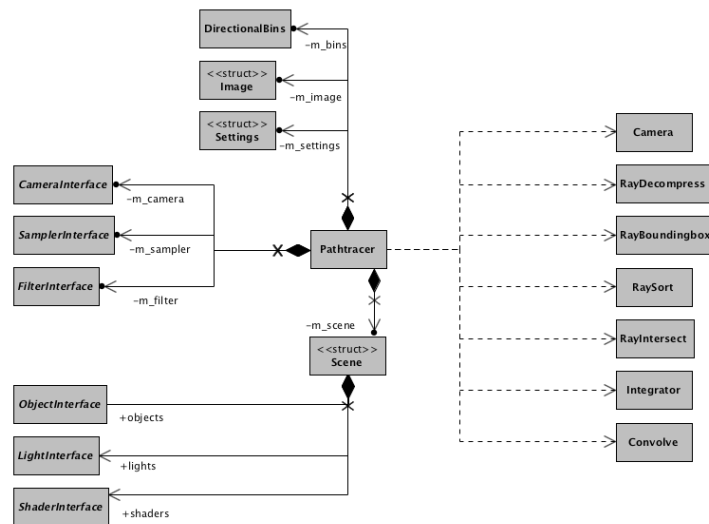 DirectionalBins
-m_bins
<<struct>>
Image
-m_image
<<struct>>
Settings
-m_settings
CameraInterface
-m_camera
SamplerInterface
-m_sampler
FilterInterface
-m_filter
Pathtracer
-m_scene
<<struct>>
Scene
ObjectInterface
+objects
LightInterface
+lights
ShaderInterface
+shaders
Camera
RayDecompress
RayBoundingbox
RaySort
RayIntersect
Integrator
Convolve